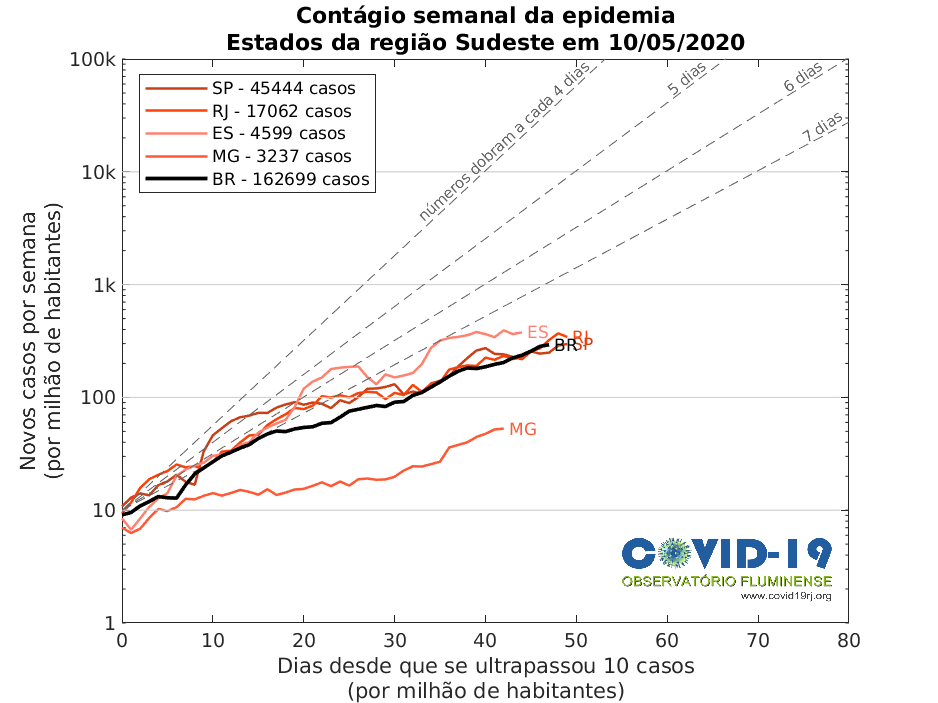 Contágio semanal da epidemia
Estados da região Sudeste em 10/05/2020
100k
10k
1k
100
10
1
Novos casos por semana
(por milhão de habitantes)
SP - 45444 casos
RJ - 17062 casos
ES - 4599 casos
MG - 3237 casos
BR - 162699 casos
números dobram a cada 4 dias
5 dias
6 dias
7 dias
ES
RJ
SP
BR
MG
COVID-19
OBSERVATÓRIO FLUMINENSE
www.covid19rj.org
0 10 20 30 40 50 60 70 80
Dias desde que se ultrapassou 10 casos
(por milhão de habitantes)